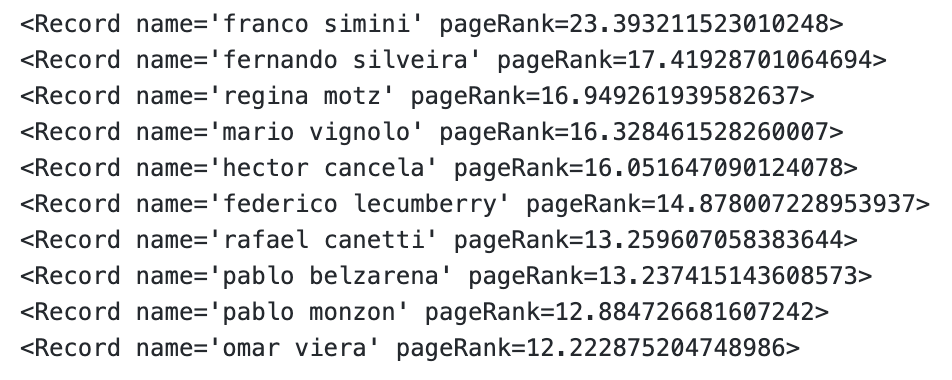 <Record name='franco simini' pageRank=23.393211523010248>
<Record name='fernando silveira' pageRank=17.41928701064694>
<Record name='regina motz' pageRank=16.949261939582637>
<Record name='mario vignolo' pageRank=16.328461528260007>
<Record name='hector cancela' pageRank=16.051647090124078>
<Record name='federico lecumberry' pageRank=14.878007228953937>
<Record name='rafael canetti' pageRank=13.259607058383644>
<Record name='pablo belzarena' pageRank=13.237415143608573>
<Record name='pablo monzon' pageRank=12.884726681607242>
<Record name='omar viera' pageRank=12.222875204748986>